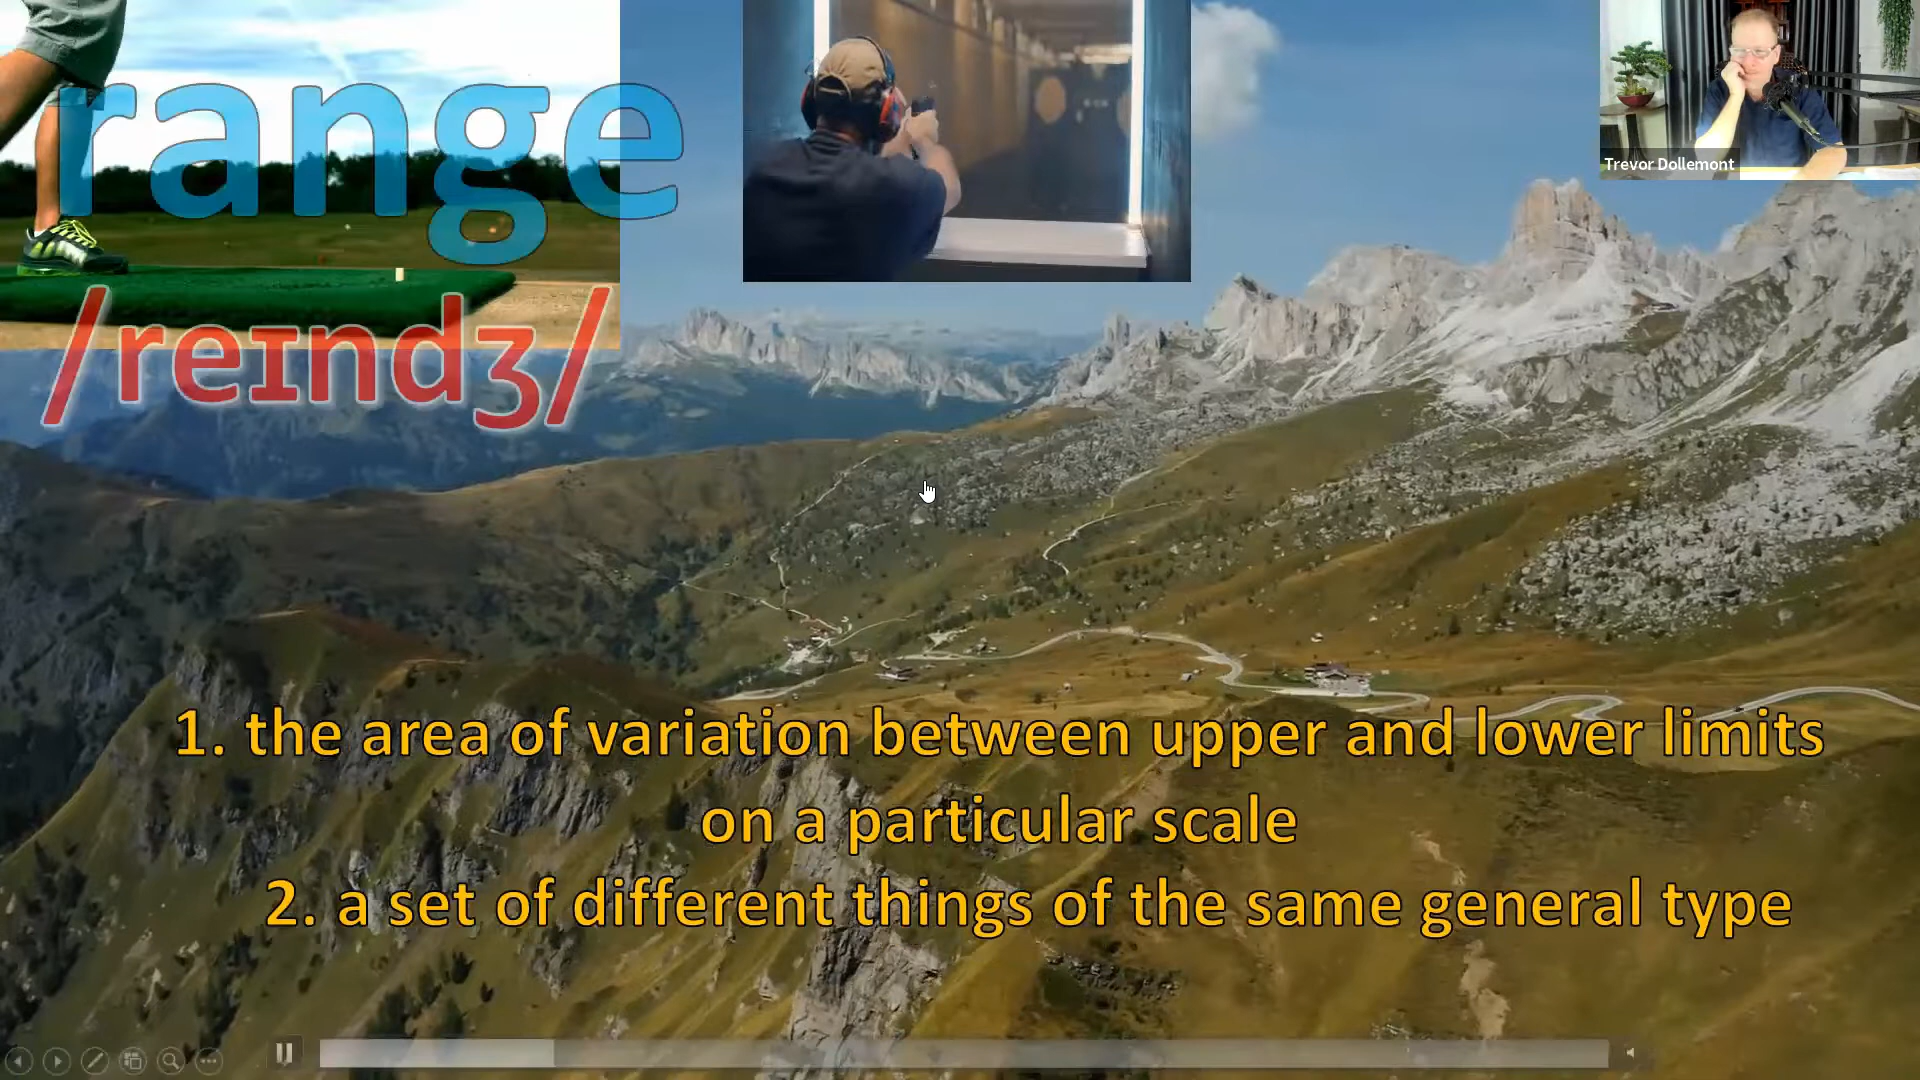 range
/reɪndʒ/
Trevor Dollemont
1. the area of variation between upper and lower limits
on a particular scale
2. a set of different things of the same general type